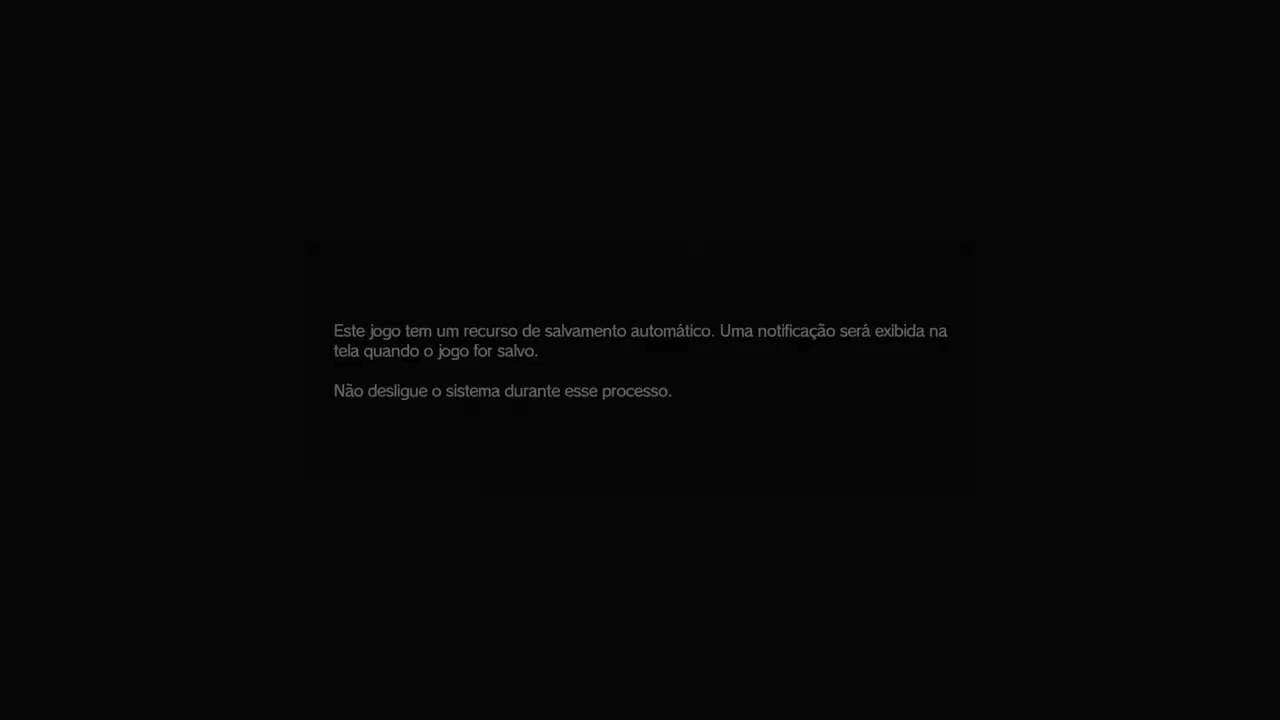 Este jogo tem um recurso de salvamento automático. Uma notificação será exibida na
tela quando o jogo for salvo.
Não desligue o sistema durante esse processo.